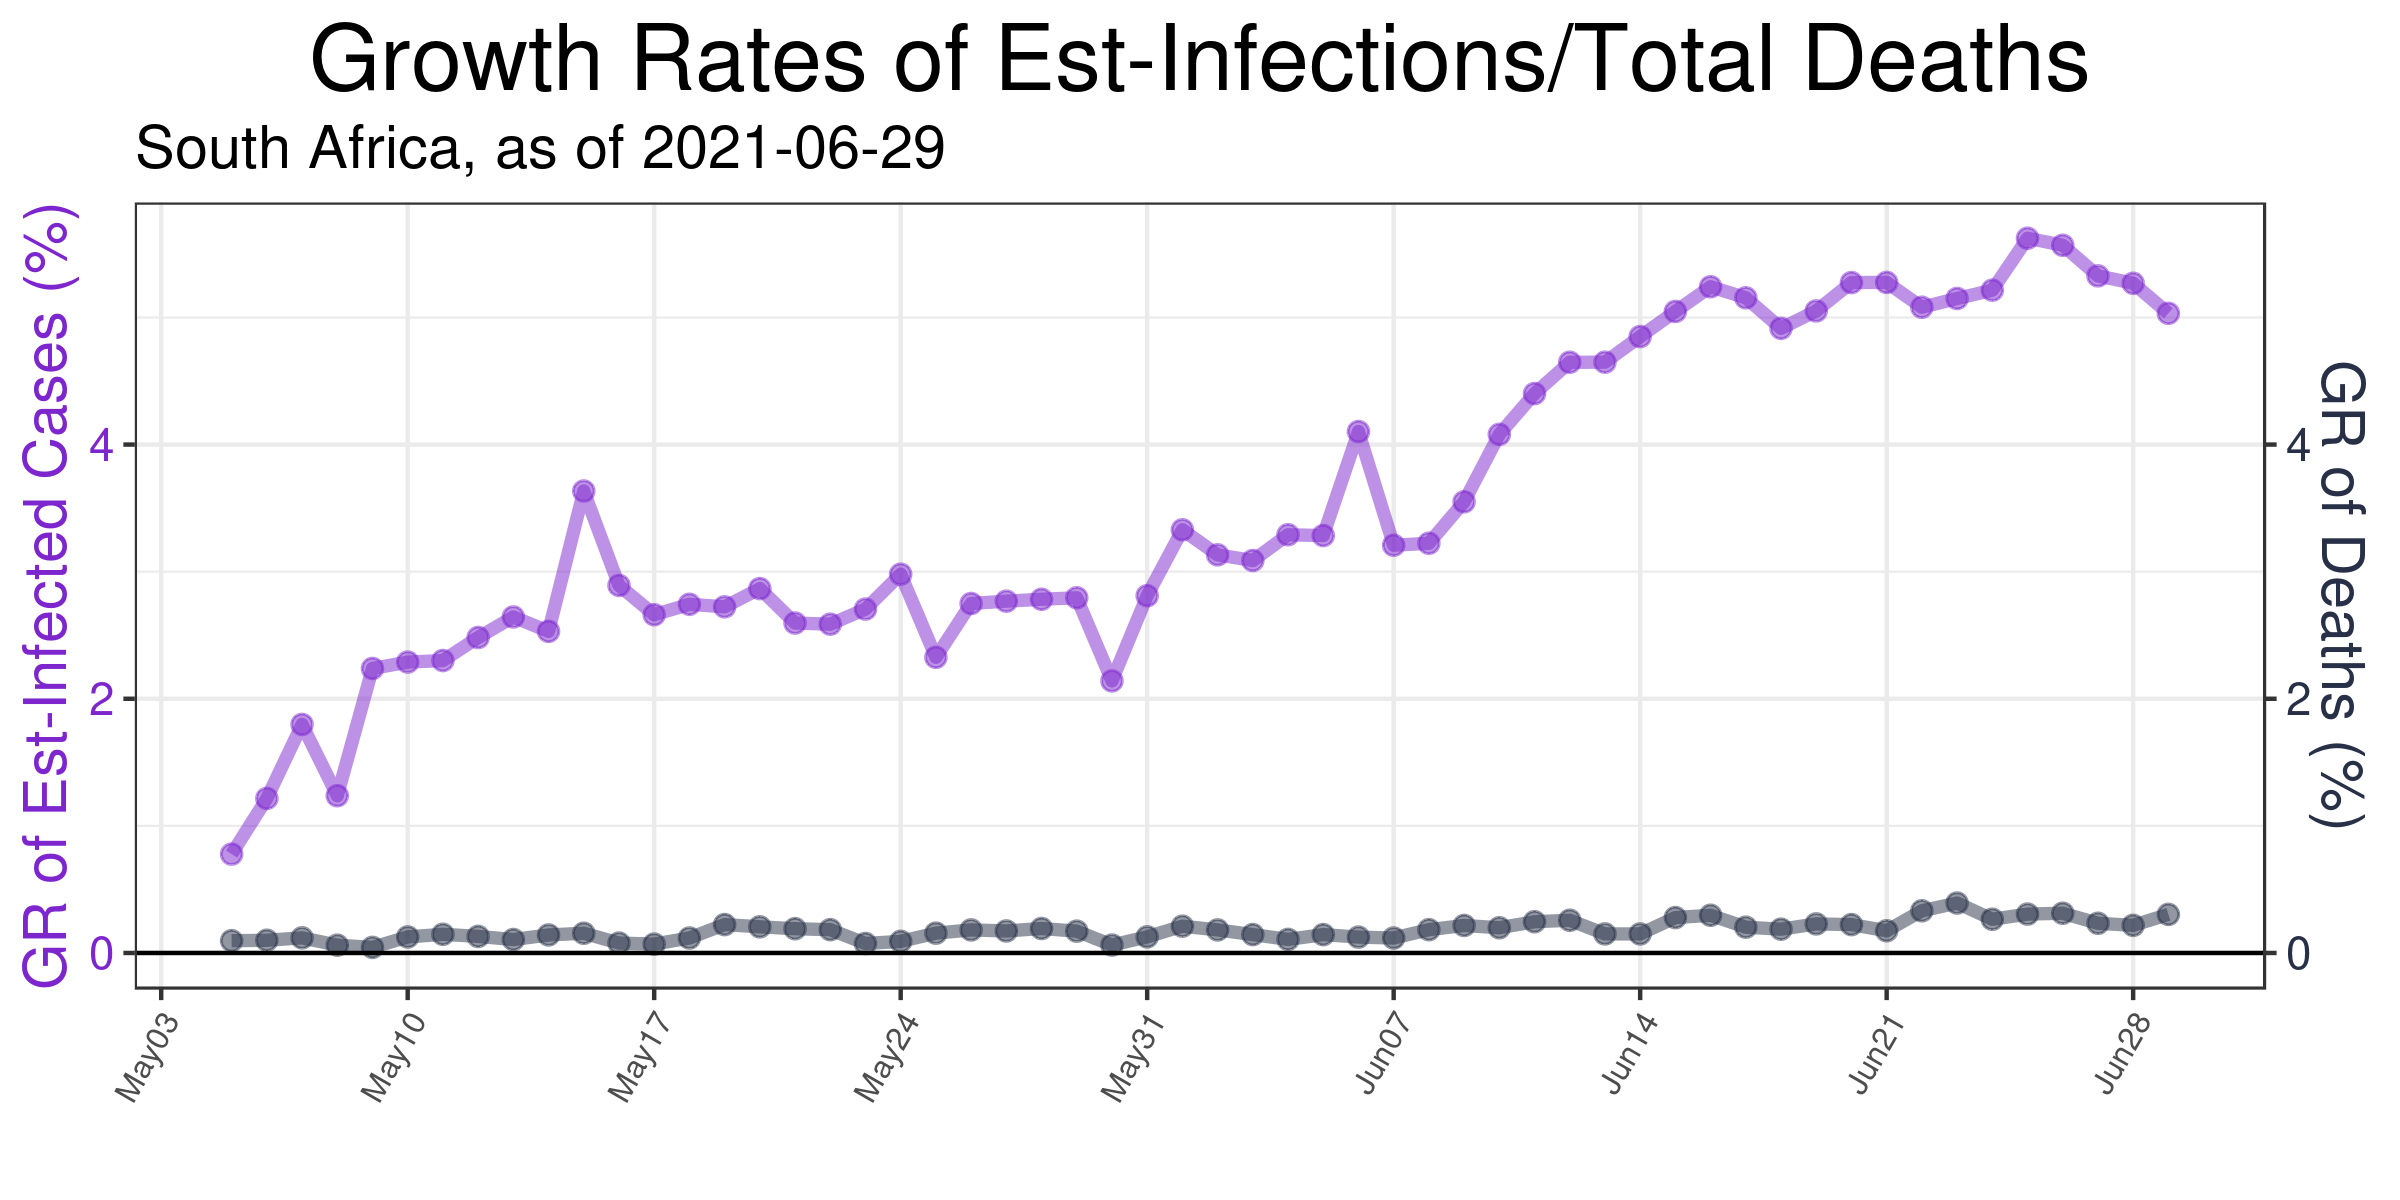 Growth Rates of Est-Infections/Total Deaths
South Africa, as of 2021-06-29
GR of Est-Infected Cases (%)
4
2
0
4
2
0
GR of Deaths (%)
May03
May10
May17
May24
May31
Jun07
Jun14
Jun21
Jun28